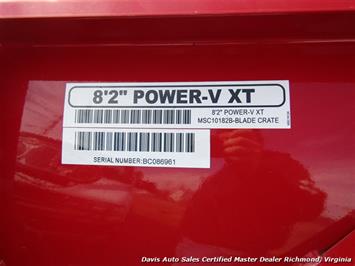 8'2" POWER-V XT
8'2" POWER-V XT
MSC10182B-BLADE CRATE
SERIAL NUMBER:BC086961
Davis Auto Sales Certified Master Dealer Richmond, Virginia